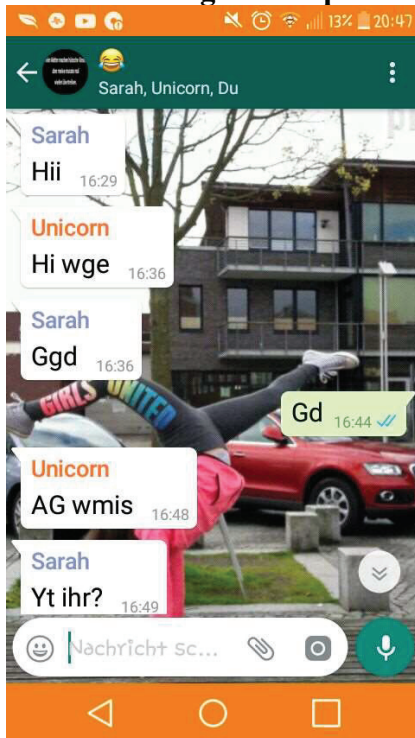 13% 20:47
😂
Sarah, Unicorn, Du
Sarah
Hii 16:29
Unicorn
Hi wge 16:36
Sarah
Ggd 16:36
GIRLS UNITED
Gd 16:44
Unicorn
AG wmis 16:48
Sarah
Yt ihr? 16:49
Nachricht sc...